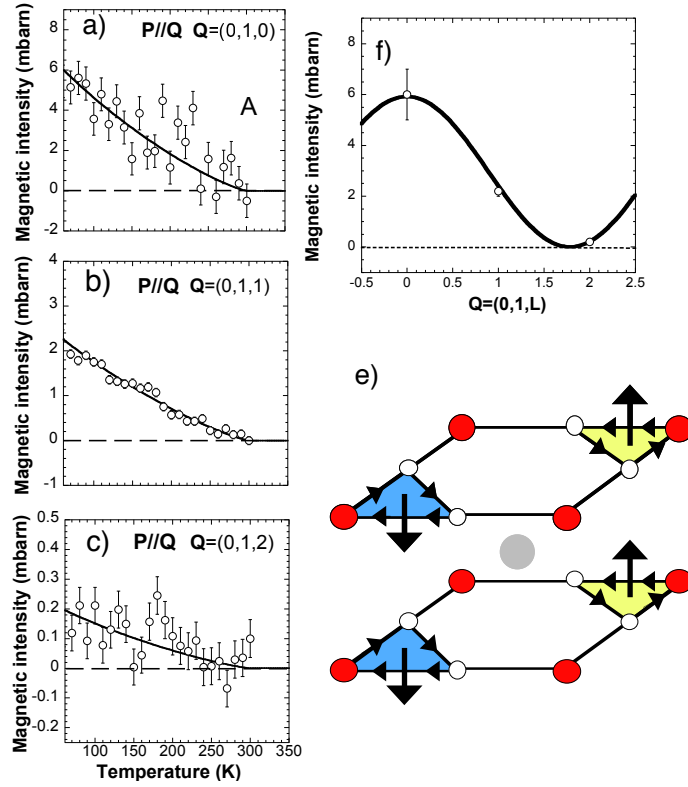 a)
P//Q Q=(0,1,0)
A
Magnetic intensity (mbarn)
8
6
4
2
0
-2
b)
P//Q Q=(0,1,1)
Magnetic intensity (mbarn)
4
3
2
1
0
-1
c)
P//Q Q=(0,1,2)
Magnetic intensity (mbarn)
0.5
0.4
0.3
0.2
0.1
0
-0.1
-0.2
100 150 200 250 300 350
Temperature (K)
f)
Magnetic intensity (mbarn)
8
6
4
2
0
-0.5 0 0.5 1 1.5 2 2.5
Q=(0,1,L)
e)